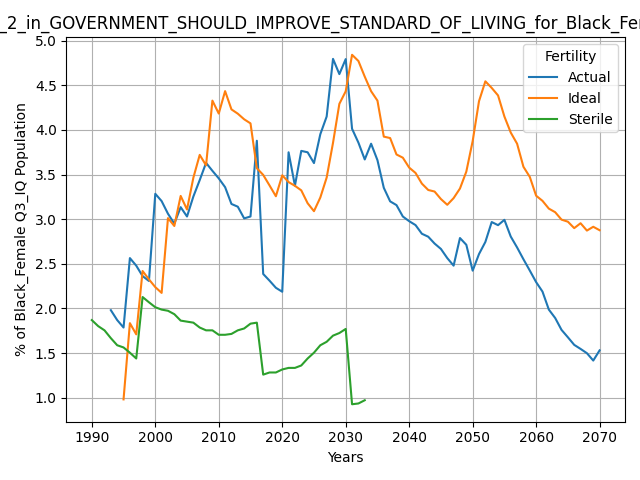 _2_in_GOVERNMENT_SHOULD_IMPROVE_STANDARD_OF_LIVING_for_Black_Fe
Fertility
Actual
Ideal
Sterile
% of Black_Female Q3_IQ Population
5.0
4.5
4.0
3.5
3.0
2.5
2.0
1.5
1.0
1990 2000 2010 2020 2030 2040 2050 2060 2070
Years